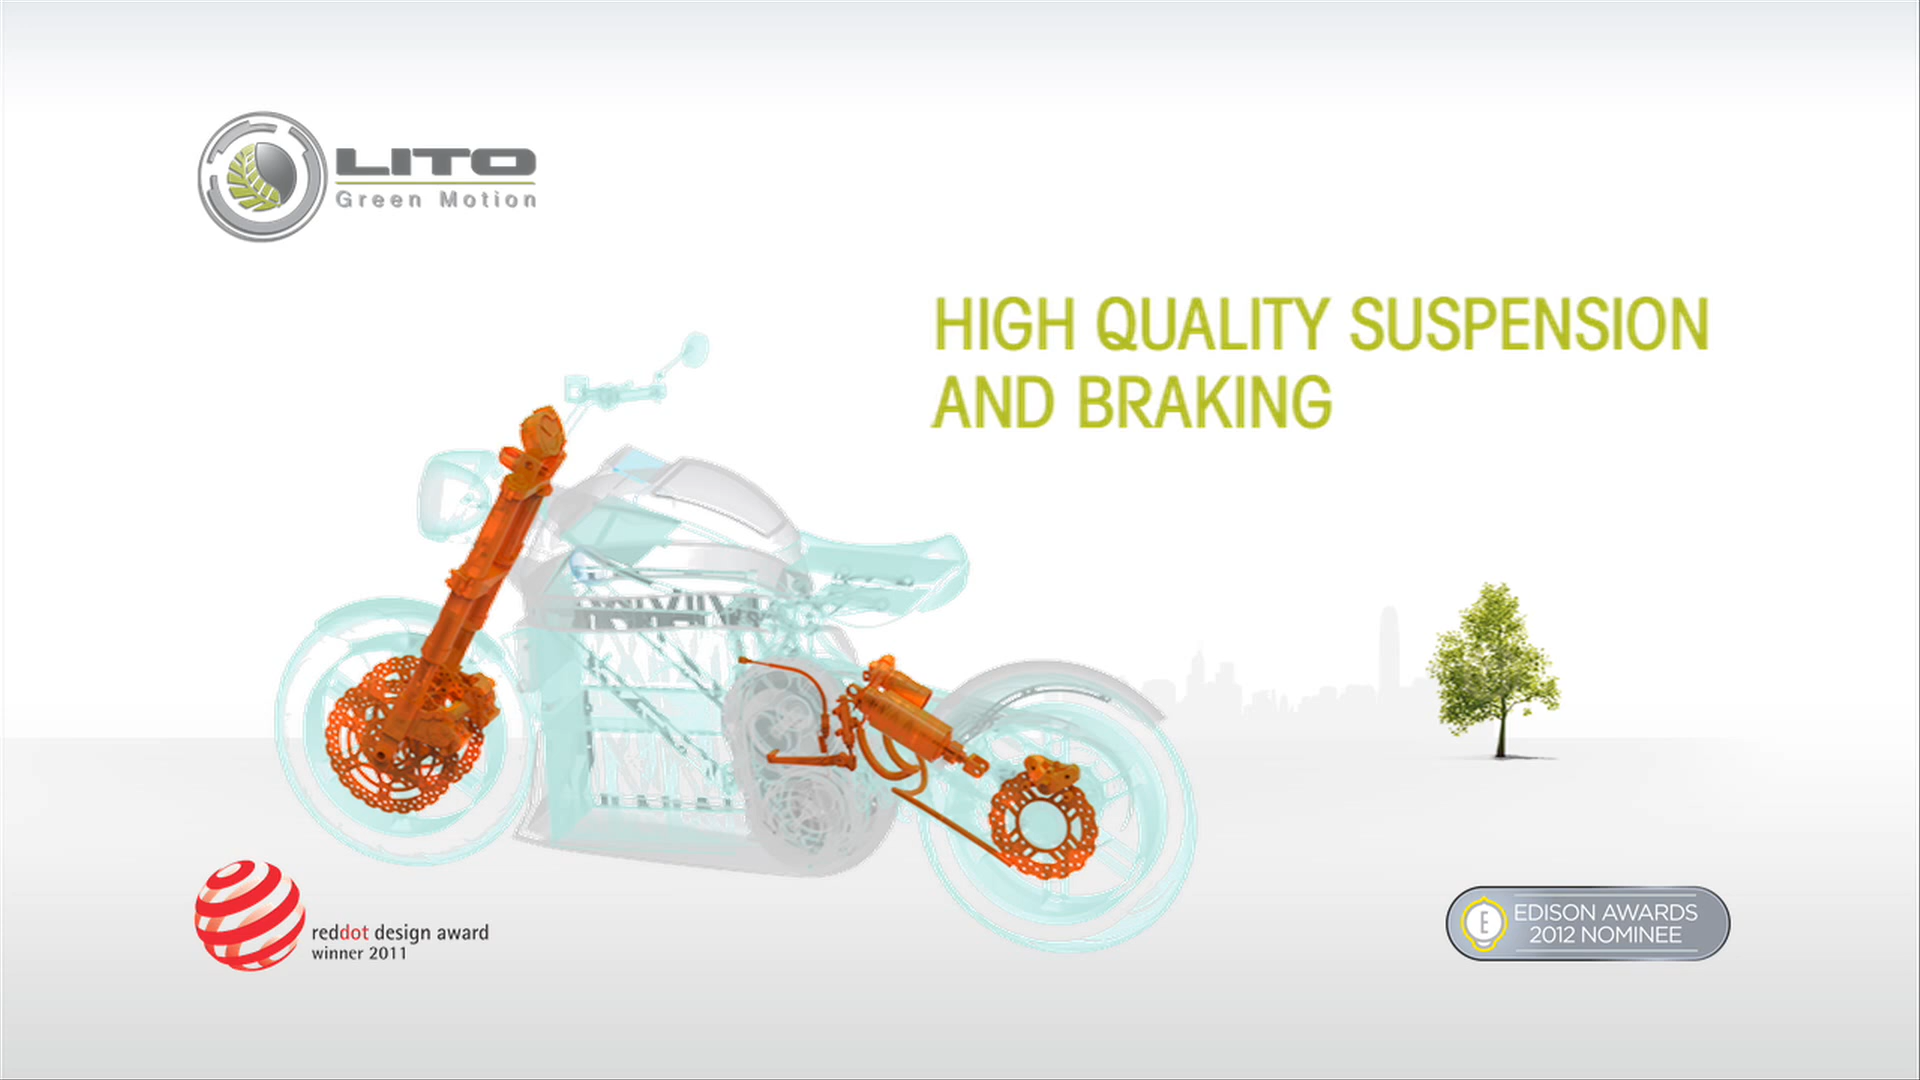 LITO
Green Motion
HIGH QUALITY SUSPENSION
AND BRAKING
reddot design award
winner 2011
E
EDISON AWARDS
2012 NOMINEE